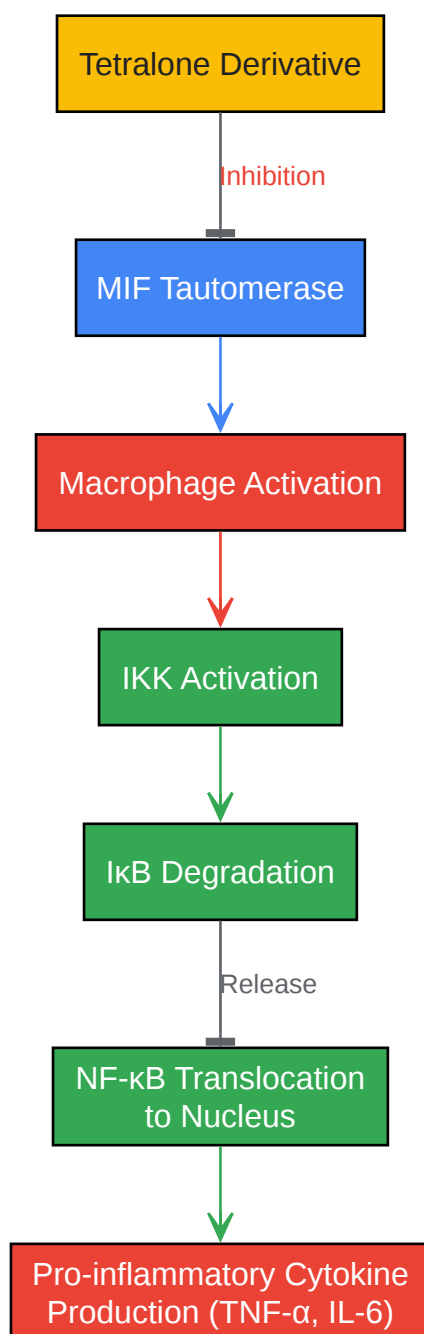 Tetralone Derivative
Inhibition
MIF Tautomerase
Macrophage Activation
IKK Activation
IκB Degradation
Release
NF-κB Translocation
to Nucleus
Pro-inflammatory Cytokine
Production (TNF-α, IL-6)